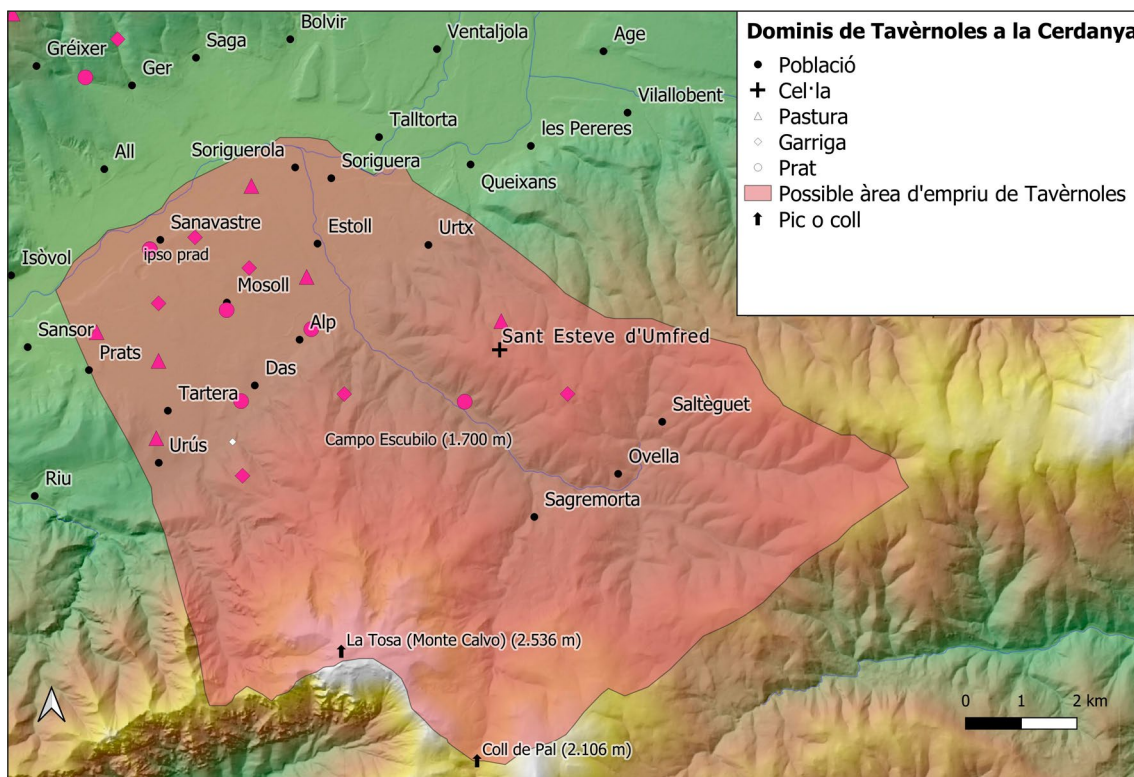 Dominis de Tavèrnoles a la Cerdanya
Població
Cel·la
Pastura
Garriga
Prat
Possible àrea d'empriu de Tavèrnoles
Pic o coll
Bolvir
Ventaljola
Age
Saga
Gréixer
Ger
Vilallobent
Talltorta
les Pereres
All
Soriguerola
Soriguera
Queixans
Sanavastre
Estoll
Urtx
ipso prad
Isòvol
Mosoll
Sansor
Alp
Sant Esteve d'Umfred
Prats
Das
Tartera
Saltèguet
Campo Escubilo (1.700 m)
Urús
Ovella
Riu
Sagremorta
La Tosa (Monte Calvo) (2.536 m)
0 1 2 km
Coll de Pal (2.106 m)